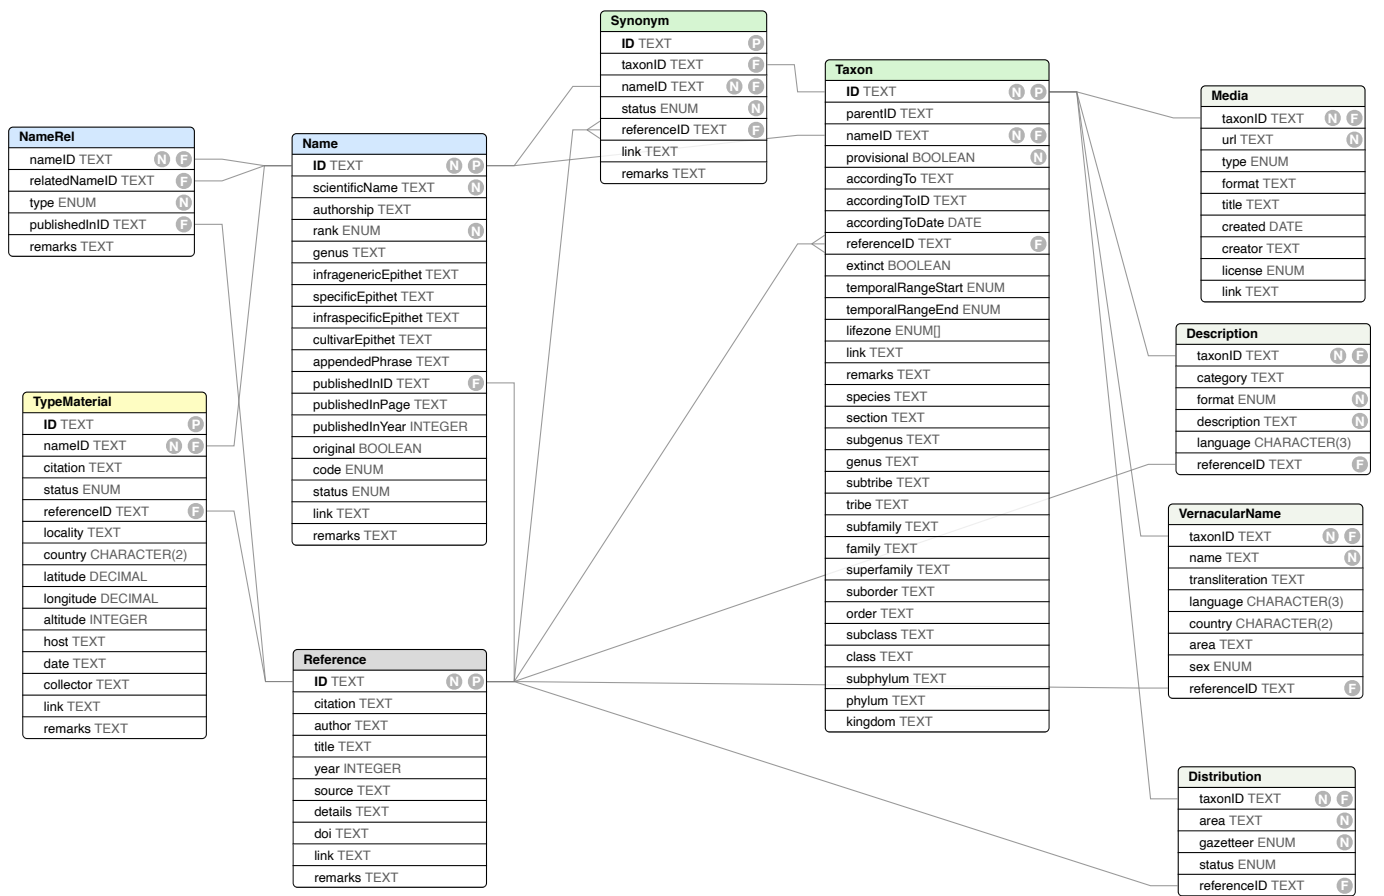 NameRel
nameID TEXT N F
relatedNameID TEXT F
type ENUM N
publishedInID TEXT F
remarks TEXT
TypeMaterial
ID TEXT P
nameID TEXT N F
citation TEXT
status ENUM
referenceID TEXT F
locality TEXT
country CHARACTER(2)
latitude DECIMAL
longitude DECIMAL
altitude INTEGER
host TEXT
date TEXT
collector TEXT
link TEXT
remarks TEXT
Name
ID TEXT N P
scientificName TEXT N
authorship TEXT
rank ENUM N
genus TEXT
infragenericEpithet TEXT
specificEpithet TEXT
infraspecificEpithet TEXT
cultivarEpithet TEXT
appendedPhrase TEXT
publishedInID TEXT F
publishedInPage TEXT
publishedInYear INTEGER
original BOOLEAN
code ENUM
status ENUM
link TEXT
remarks TEXT
Reference
ID TEXT N P
citation TEXT
author TEXT
title TEXT
year INTEGER
source TEXT
details TEXT
doi TEXT
link TEXT
remarks TEXT
Synonym
ID TEXT P
taxonID TEXT F
nameID TEXT N F
status ENUM N
referenceID TEXT F
link TEXT
remarks TEXT
Taxon
ID TEXT N P
parentID TEXT
nameID TEXT N F
provisional BOOLEAN N
accordingTo TEXT
accordingToID TEXT
accordingToDate DATE
referenceID TEXT F
extinct BOOLEAN
temporalRangeStart ENUM
temporalRangeEnd ENUM
lifezone ENUM[]
link TEXT
remarks TEXT
species TEXT
section TEXT
subgenus TEXT
genus TEXT
subtribe TEXT
tribe TEXT
subfamily TEXT
family TEXT
superfamily TEXT
suborder TEXT
order TEXT
subclass TEXT
class TEXT
subphylum TEXT
phylum TEXT
kingdom TEXT
Media
taxonID TEXT N F
url TEXT N
type ENUM
format TEXT
title TEXT
created DATE
creator TEXT
license ENUM
link TEXT
Description
taxonID TEXT N F
category TEXT
format ENUM N
description TEXT N
language CHARACTER(3)
referenceID TEXT F
VernacularName
taxonID TEXT N F
name TEXT N
transliteration TEXT
language CHARACTER(3)
country CHARACTER(2)
area TEXT
sex ENUM
referenceID TEXT F
Distribution
taxonID TEXT N F
area TEXT N
gazetteer ENUM N
status ENUM
referenceID TEXT F